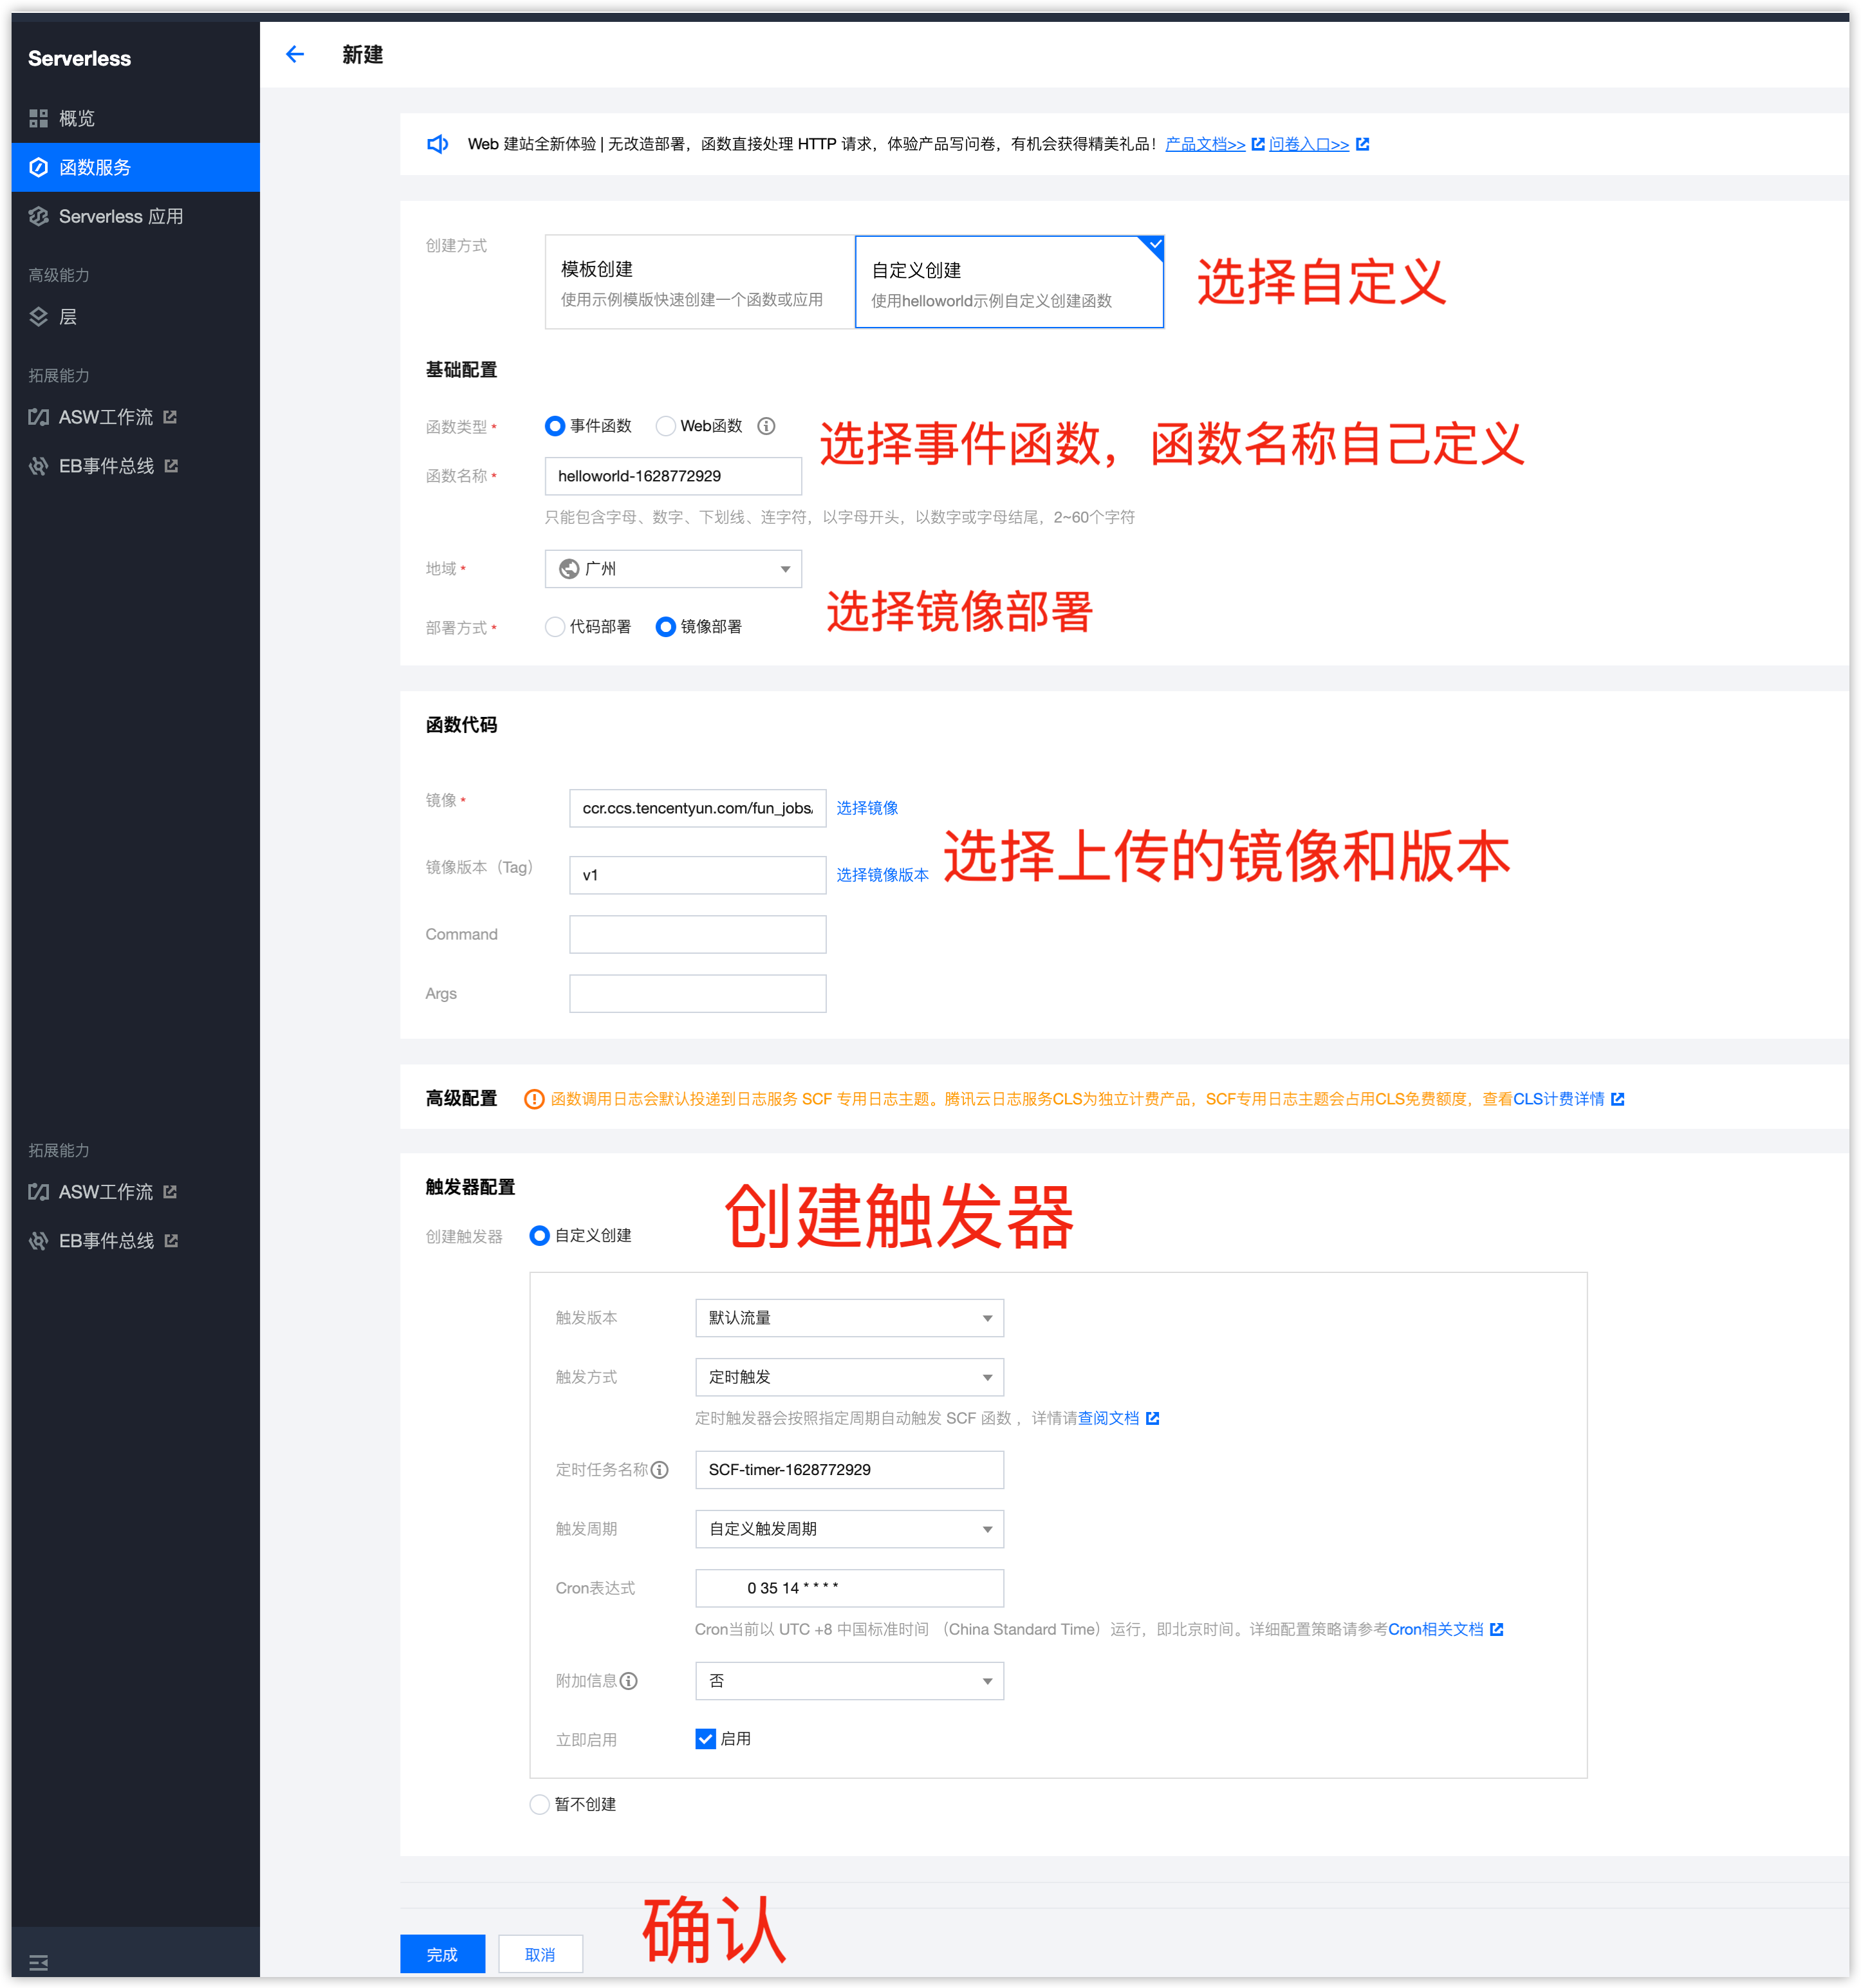 Serverless
概览
函数服务
Serverless 应用
高级能力
层
拓展能力
ASW工作流
EB事件总线
拓展能力
ASW工作流
EB事件总线
新建
Web 建站全新体验 | 无改造部署，函数直接处理 HTTP 请求，体验产品写问卷，有机会获得精美礼品！产品文档>> 问卷入口>>
创建方式
模板创建
使用示例模版快速创建一个函数或应用
自定义创建
使用helloworld示例自定义创建函数
选择自定义
基础配置
函数类型* 事件函数 Web函数
选择事件函数，函数名称自己定义
函数名称* helloworld-1628772929
只能包含字母、数字、下划线、连字符，以字母开头，以数字或字母结尾，2~60个字符
地域* 广州
选择镜像部署
部署方式* 代码部署 镜像部署
函数代码
镜像* ccr.ccs.tencentyun.com/fun_jobs/ 选择镜像
选择上传的镜像和版本
镜像版本（Tag） v1 选择镜像版本
Command
Args
高级配置 函数调用日志会默认投递到日志服务 SCF 专用日志主题。腾讯云日志服务CLS为独立计费产品，SCF专用日志主题会占用CLS免费额度，查看CLS计费详情
触发器配置
创建触发器
创建触发器 自定义创建
触发版本 默认流量
触发方式 定时触发
定时触发器会按照指定周期自动触发 SCF 函数 ，详情请查阅文档
定时任务名称 SCF-timer-1628772929
触发周期 自定义触发周期
Cron表达式 0 35 14 * * * *
Cron当前以 UTC +8 中国标准时间 （China Standard Time）运行，即北京时间。详细配置策略请参考Cron相关文档
附加信息 否
立即启用 启用
暂不创建
确认
完成 取消